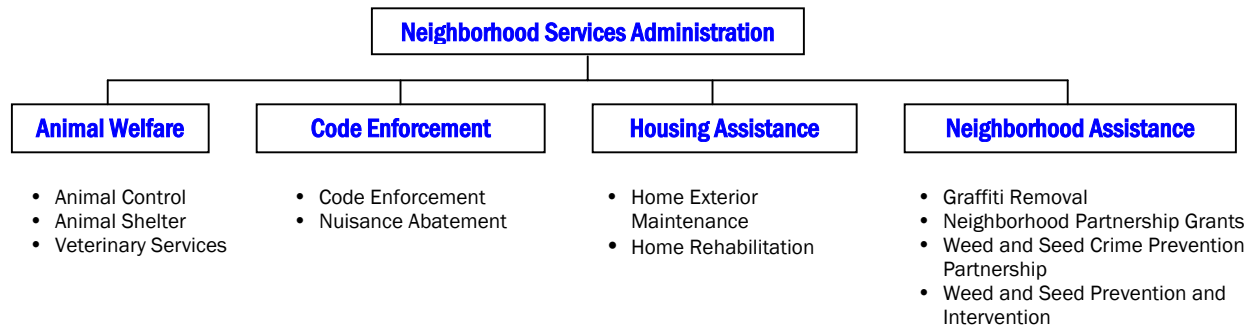 Neighborhood Services Administration
Animal Welfare
• Animal Control
• Animal Shelter
• Veterinary Services
Code Enforcement
• Code Enforcement
• Nuisance Abatement
Housing Assistance
• Home Exterior
Maintenance
• Home Rehabilitation
Neighborhood Assistance
• Graffiti Removal
• Neighborhood Partnership Grants
• Weed and Seed Crime Prevention
Partnership
• Weed and Seed Prevention and
Intervention